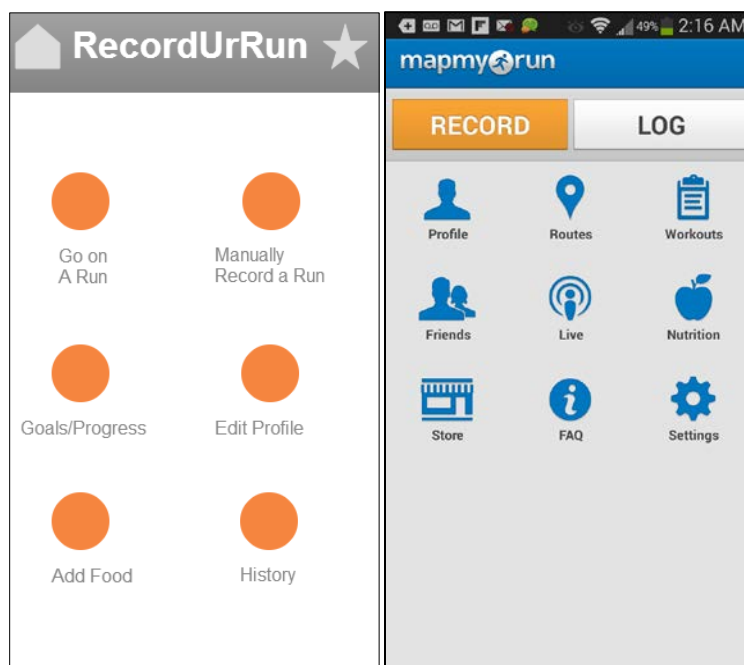 RecordUrRun
Go on
A Run
Manually
Record a Run
Goals/Progress
Edit Profile
Add Food
History
49% 2:16 AM
mapmyrun
RECORD
LOG
Profile
Routes
Workouts
Friends
Live
Nutrition
Store
FAQ
Settings